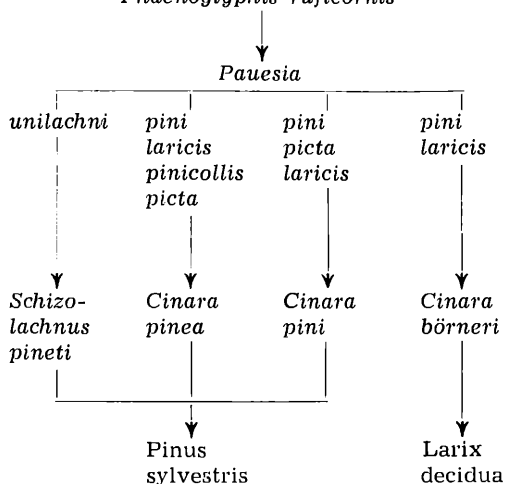 Pauesia
unilachni
pini
laricis
pinicollis
picta
pini
picta
laricis
pini
laricis
Schizo-
lachnus
pineti
Cinara
pinea
Cinara
pini
Cinara
börneri
Pinus
sylvestris
Larix
decidua